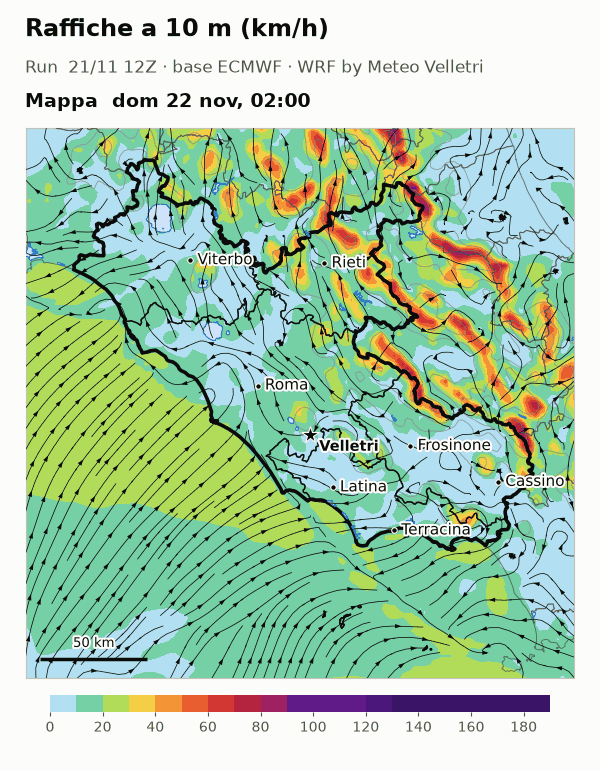 Raffiche a 10 m (km/h)
Run  21/11 12Z · base ECMWF · WRF by Meteo Velletri
Mappa  dom 22 nov, 02:00
Viterbo
Rieti
Roma
Velletri
Frosinone
Cassino
Latina
Terracina
50 km
0 20 40 60 80 100 120 140 160 180